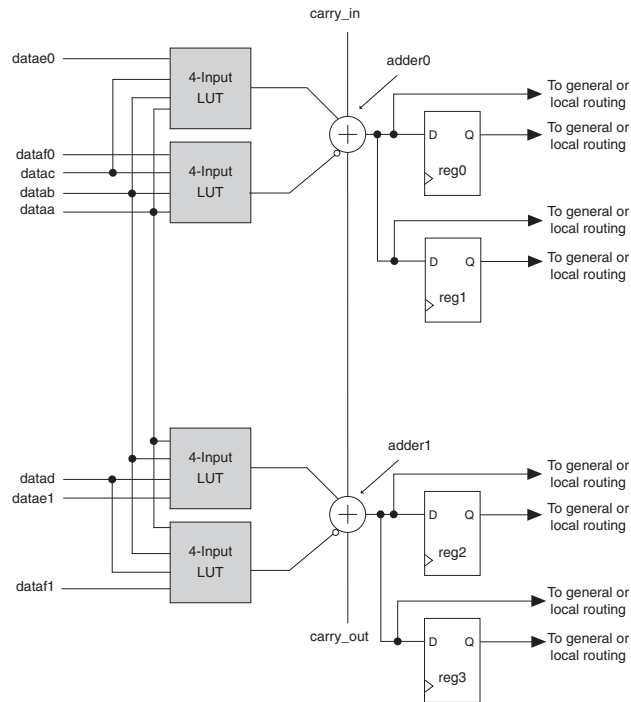 carry_in
datae0
4-Input
LUT
adder0
To general or
local routing
D Q
reg0
To general or
local routing
dataf0
datac
datab
dataa
4-Input
LUT
To general or
local routing
D Q
reg1
To general or
local routing
4-Input
LUT
adder1
datad
datae1
To general or
local routing
D Q
reg2
To general or
local routing
4-Input
LUT
dataf1
To general or
local routing
carry_out
D Q
reg3
To general or
local routing